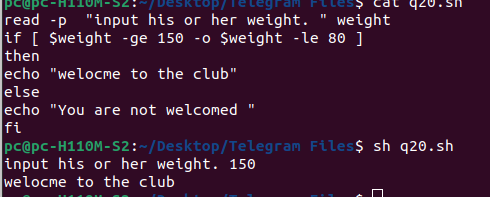 pc@pc-H110M-S2:~/Desktop/Telegram Files$ cat q20.sh
read -p  "input his or her weight. " weight
if [ $weight -ge 150 -o $weight -le 80 ]
then
echo "welocme to the club"
else
echo "You are not welcomed "
fi
pc@pc-H110M-S2:~/Desktop/Telegram Files$ sh q20.sh
input his or her weight. 150
welocme to the club